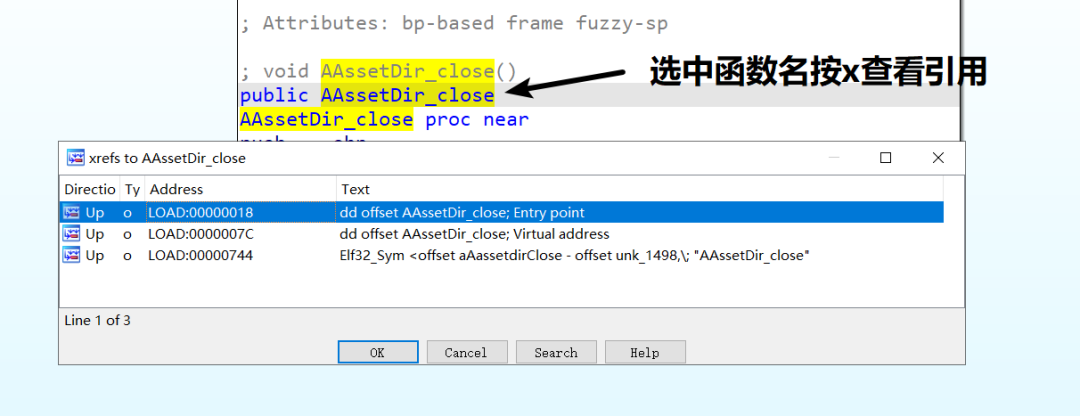 ; Attributes: bp-based frame fuzzy-sp
; void AAssetDir_close()
public AAssetDir_close
选中函数名按x查看引用
AAssetDir_close proc near
xrefs to AAssetDir_close
Directio Ty Address Text
Up o LOAD:00000018 dd offset AAssetDir_close; Entry point
Up o LOAD:0000007C dd offset AAssetDir_close; Virtual address
Up o LOAD:00000744 Elf32_Sym <offset aAassetdirClose - offset unk_1498,\; "AAssetDir_close"
Line 1 of 3
OK Cancel Search Help